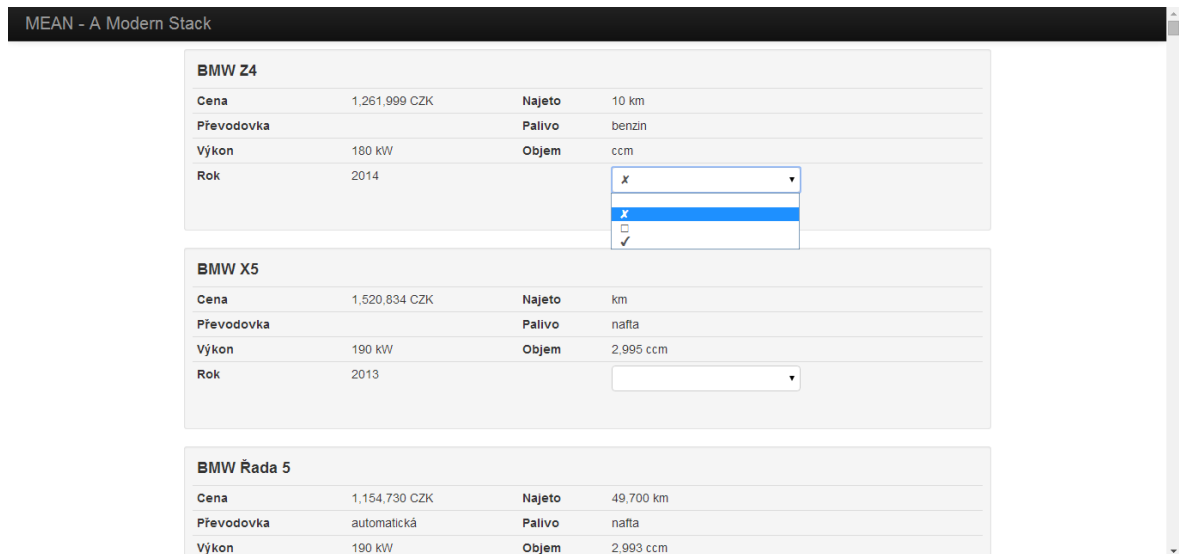 MEAN - A Modern Stack
BMW Z4
Cena 1,261,999 CZK Najeto 10 km
Převodovka Palivo benzin
Výkon 180 kW Objem ccm
Rok 2014 ✗
✗
□
✓
BMW X5
Cena 1,520,834 CZK Najeto km
Převodovka Palivo nafta
Výkon 190 kW Objem 2,995 ccm
Rok 2013
BMW Řada 5
Cena 1,154,730 CZK Najeto 49,700 km
Převodovka automatická Palivo nafta
Výkon 190 kW Objem 2,993 ccm